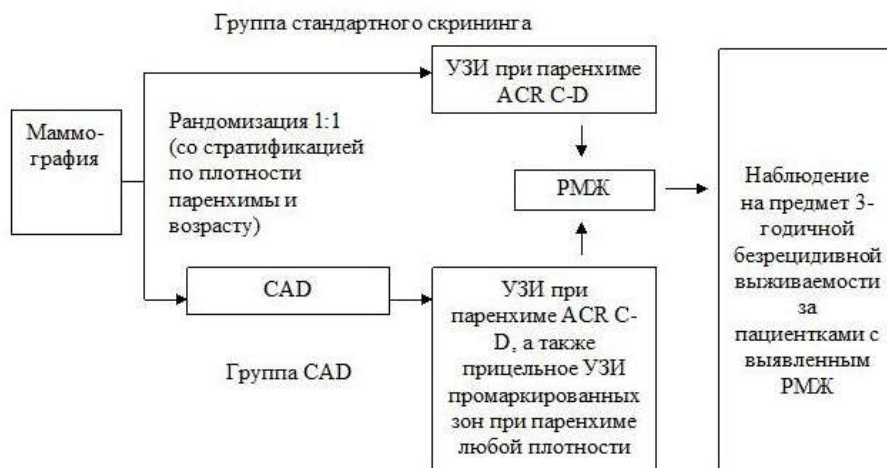 Группа стандартного скрининга
УЗИ при паренхиме
ACR C-D
Маммо-
графия
Рандомизация 1:1
(со стратификацией
по плотности
паренхимы и
возрасту)
РМЖ
CAD
Группа CAD
УЗИ при
паренхиме ACR C-
D, а также
прицельное УЗИ
промаркированных
зон при паренхиме
любой плотности
Наблюдение
на предмет 3-
годичной
безрецидивной
выживаемости
за
пациентками с
выявленным
РМЖ